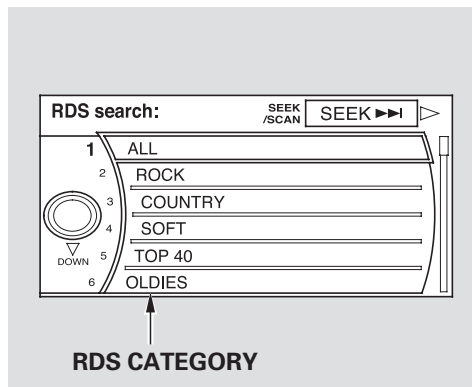 RDS search:
SEEK
/SCAN
SEEK
1 ALL
2 ROCK
3 COUNTRY
4 SOFT
DOWN
5 TOP 40
6 OLDIES
RDS CATEGORY